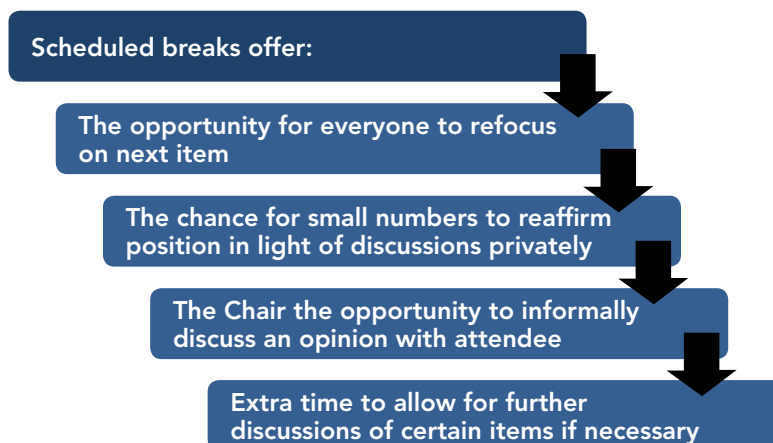 Scheduled breaks offer:
The opportunity for everyone to refocus
on next item
The chance for small numbers to reaffirm
position in light of discussions privately
The Chair the opportunity to informally
discuss an opinion with attendee
Extra time to allow for further
discussions of certain items if necessary